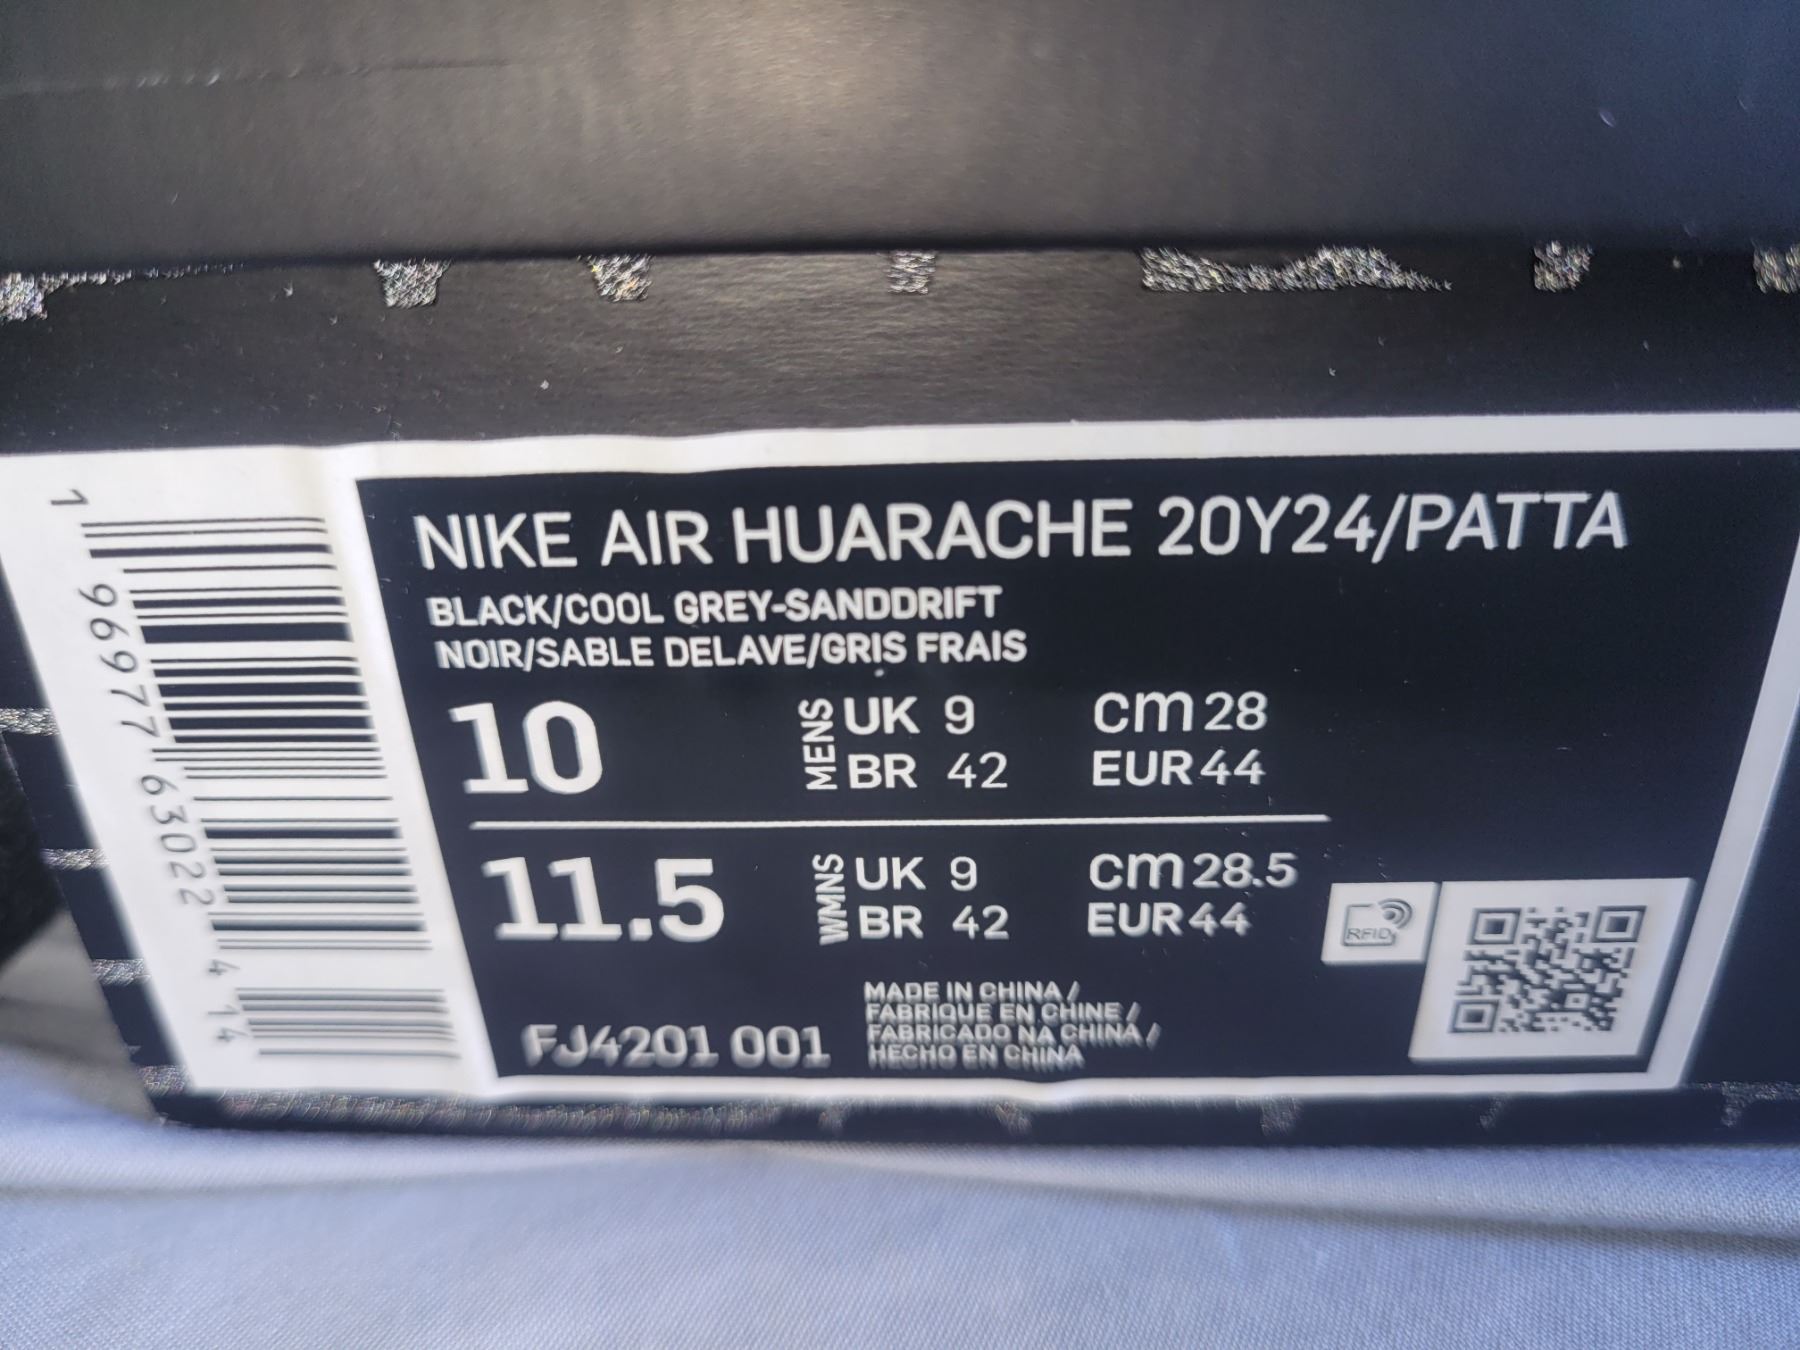 NIKE AIR HUARACHE 20Y24/PATTA
BLACK/COOL GREY-SANDDRIFT
NOIR/SABLE DELAVE/GRIS FRAIS
10 MENS UK 9 cm 28
BR 42 EUR 44
11.5 WMNS UK 9 cm 28.5
BR 42 EUR 44
RFID
FJ4201 001
MADE IN CHINA /
FABRIQUE EN CHINE /
FABRICADO NA CHINA /
HECHO EN CHINA
1 96977 63022 4 14